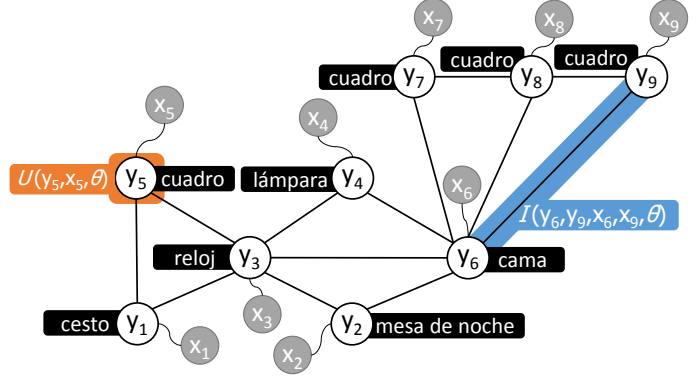 x₇
x₈
x₉
cuadro
y₇
cuadro
y₈
cuadro
y₉
x₅
x₄
U(y₅,x₅,θ)
y₅
cuadro
lámpara
y₄
x₆
I(y₆,y₉,x₆,x₉,θ)
reloj
y₃
y₆
cama
x₃
cesto
y₁
x₁
x₂
y₂
mesa de noche